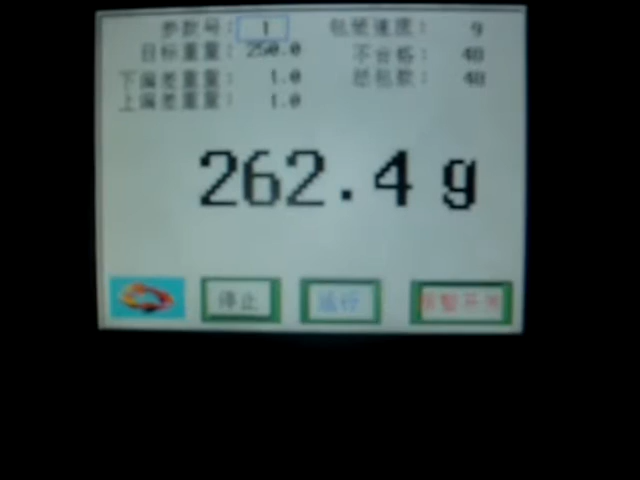 参数号: 1 包装速度: 9
目标重量: 250.0 不合格: 48
下偏差重量: 1.0 总包数: 48
上偏差重量: 1.0
262.4 g
停止 运行 报警开关